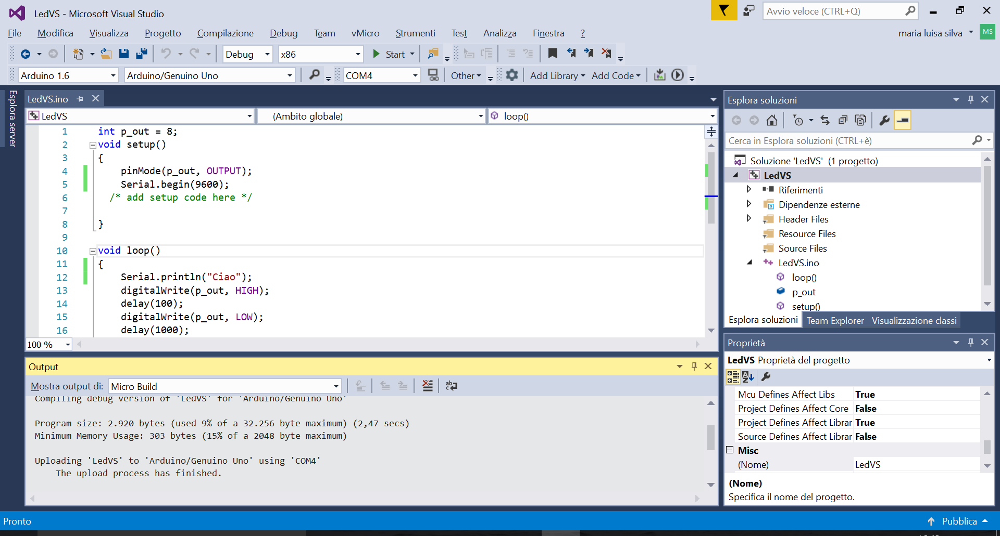 LedVS - Microsoft Visual Studio
Avvio veloce (CTRL+Q)
File Modifica Visualizza Progetto Compilazione Debug Team vMicro Strumenti Test Analizza Finestra ?
maria luisa silva MS
Debug x86 Start
Arduino 1.6 Arduino/Genuino Uno COM4 Other Add Library Add Code
Esplora server
LedVS.ino
LedVS (Ambito globale) loop()
1 int p_out = 8;
2 void setup()
3 {
4 pinMode(p_out, OUTPUT);
5 Serial.begin(9600);
6 /* add setup code here */
7
8 }
9
10 void loop()
11 {
12 Serial.println("Ciao");
13 digitalWrite(p_out, HIGH);
14 delay(100);
15 digitalWrite(p_out, LOW);
16 delay(1000);
100 %
Output
Mostra output di: Micro Build
Compiling debug version of 'LedVS' for 'Arduino/Genuino Uno'
Program size: 2.920 bytes (used 9% of a 32.256 byte maximum) (2,47 secs)
Minimum Memory Usage: 303 bytes (15% of a 2048 byte maximum)
Uploading 'LedVS' to 'Arduino/Genuino Uno' using 'COM4'
The upload process has finished.
Esplora soluzioni
Cerca in Esplora soluzioni (CTRL+è)
Soluzione 'LedVS' (1 progetto)
LedVS
Riferimenti
Dipendenze esterne
Header Files
Resource Files
Source Files
LedVS.ino
loop()
p_out
setup()
Esplora soluzioni Team Explorer Visualizzazione classi
Proprietà
LedVS Proprietà del progetto
Mcu Defines Affect Libs True
Project Defines Affect Core False
Project Defines Affect Librar True
Source Defines Affect Librar False
Misc
(Nome) LedVS
(Nome)
Specifica il nome del progetto.
Pronto
Pubblica